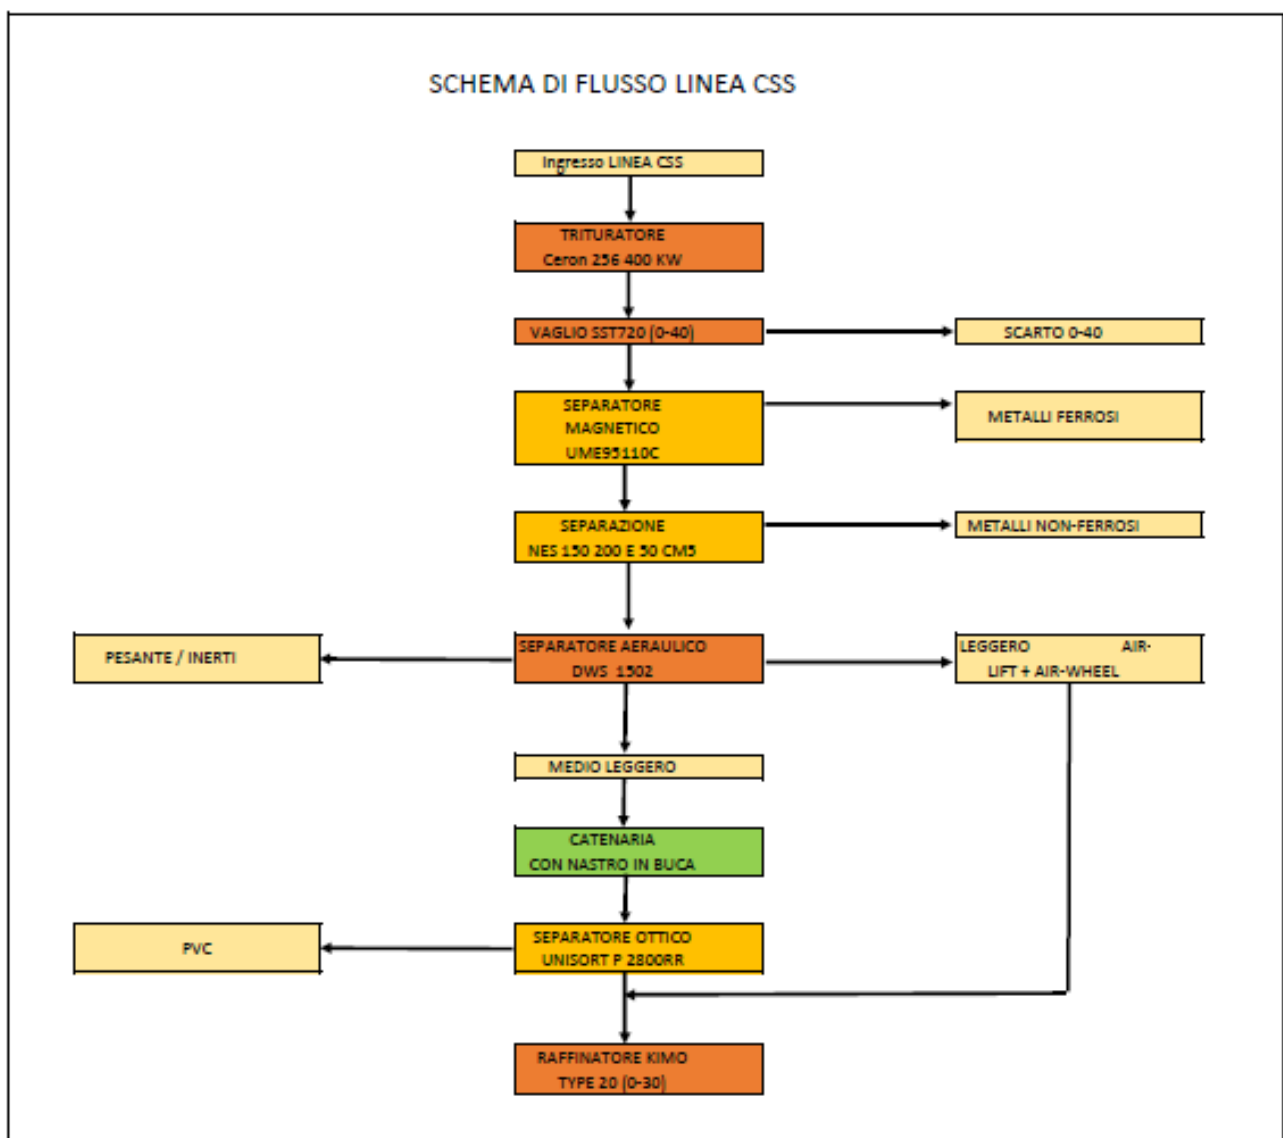 SCHEMA DI FLUSSO LINEA CSS
Ingresso LINEA CSS
TRITURATORE
Ceron 256 400 KW
VAGLIO SST720 (0-40)
SCARTO 0-40
SEPARATORE
MAGNETICO
UME95110C
METALLI FERROSI
SEPARAZIONE
NES 150 200 E 50 CM5
METALLI NON-FERROSI
PESANTE / INERTI
SEPARATORE AERAULICO
DWS 1502
LEGGERO AIR-
LIFT + AIR-WHEEL
MEDIO LEGGERO
CATENARIA
CON NASTRO IN BUCA
PVC
SEPARATORE OTTICO
UNISORT P 2800RR
RAFFINATORE KIMO
TYPE 20 (0-30)